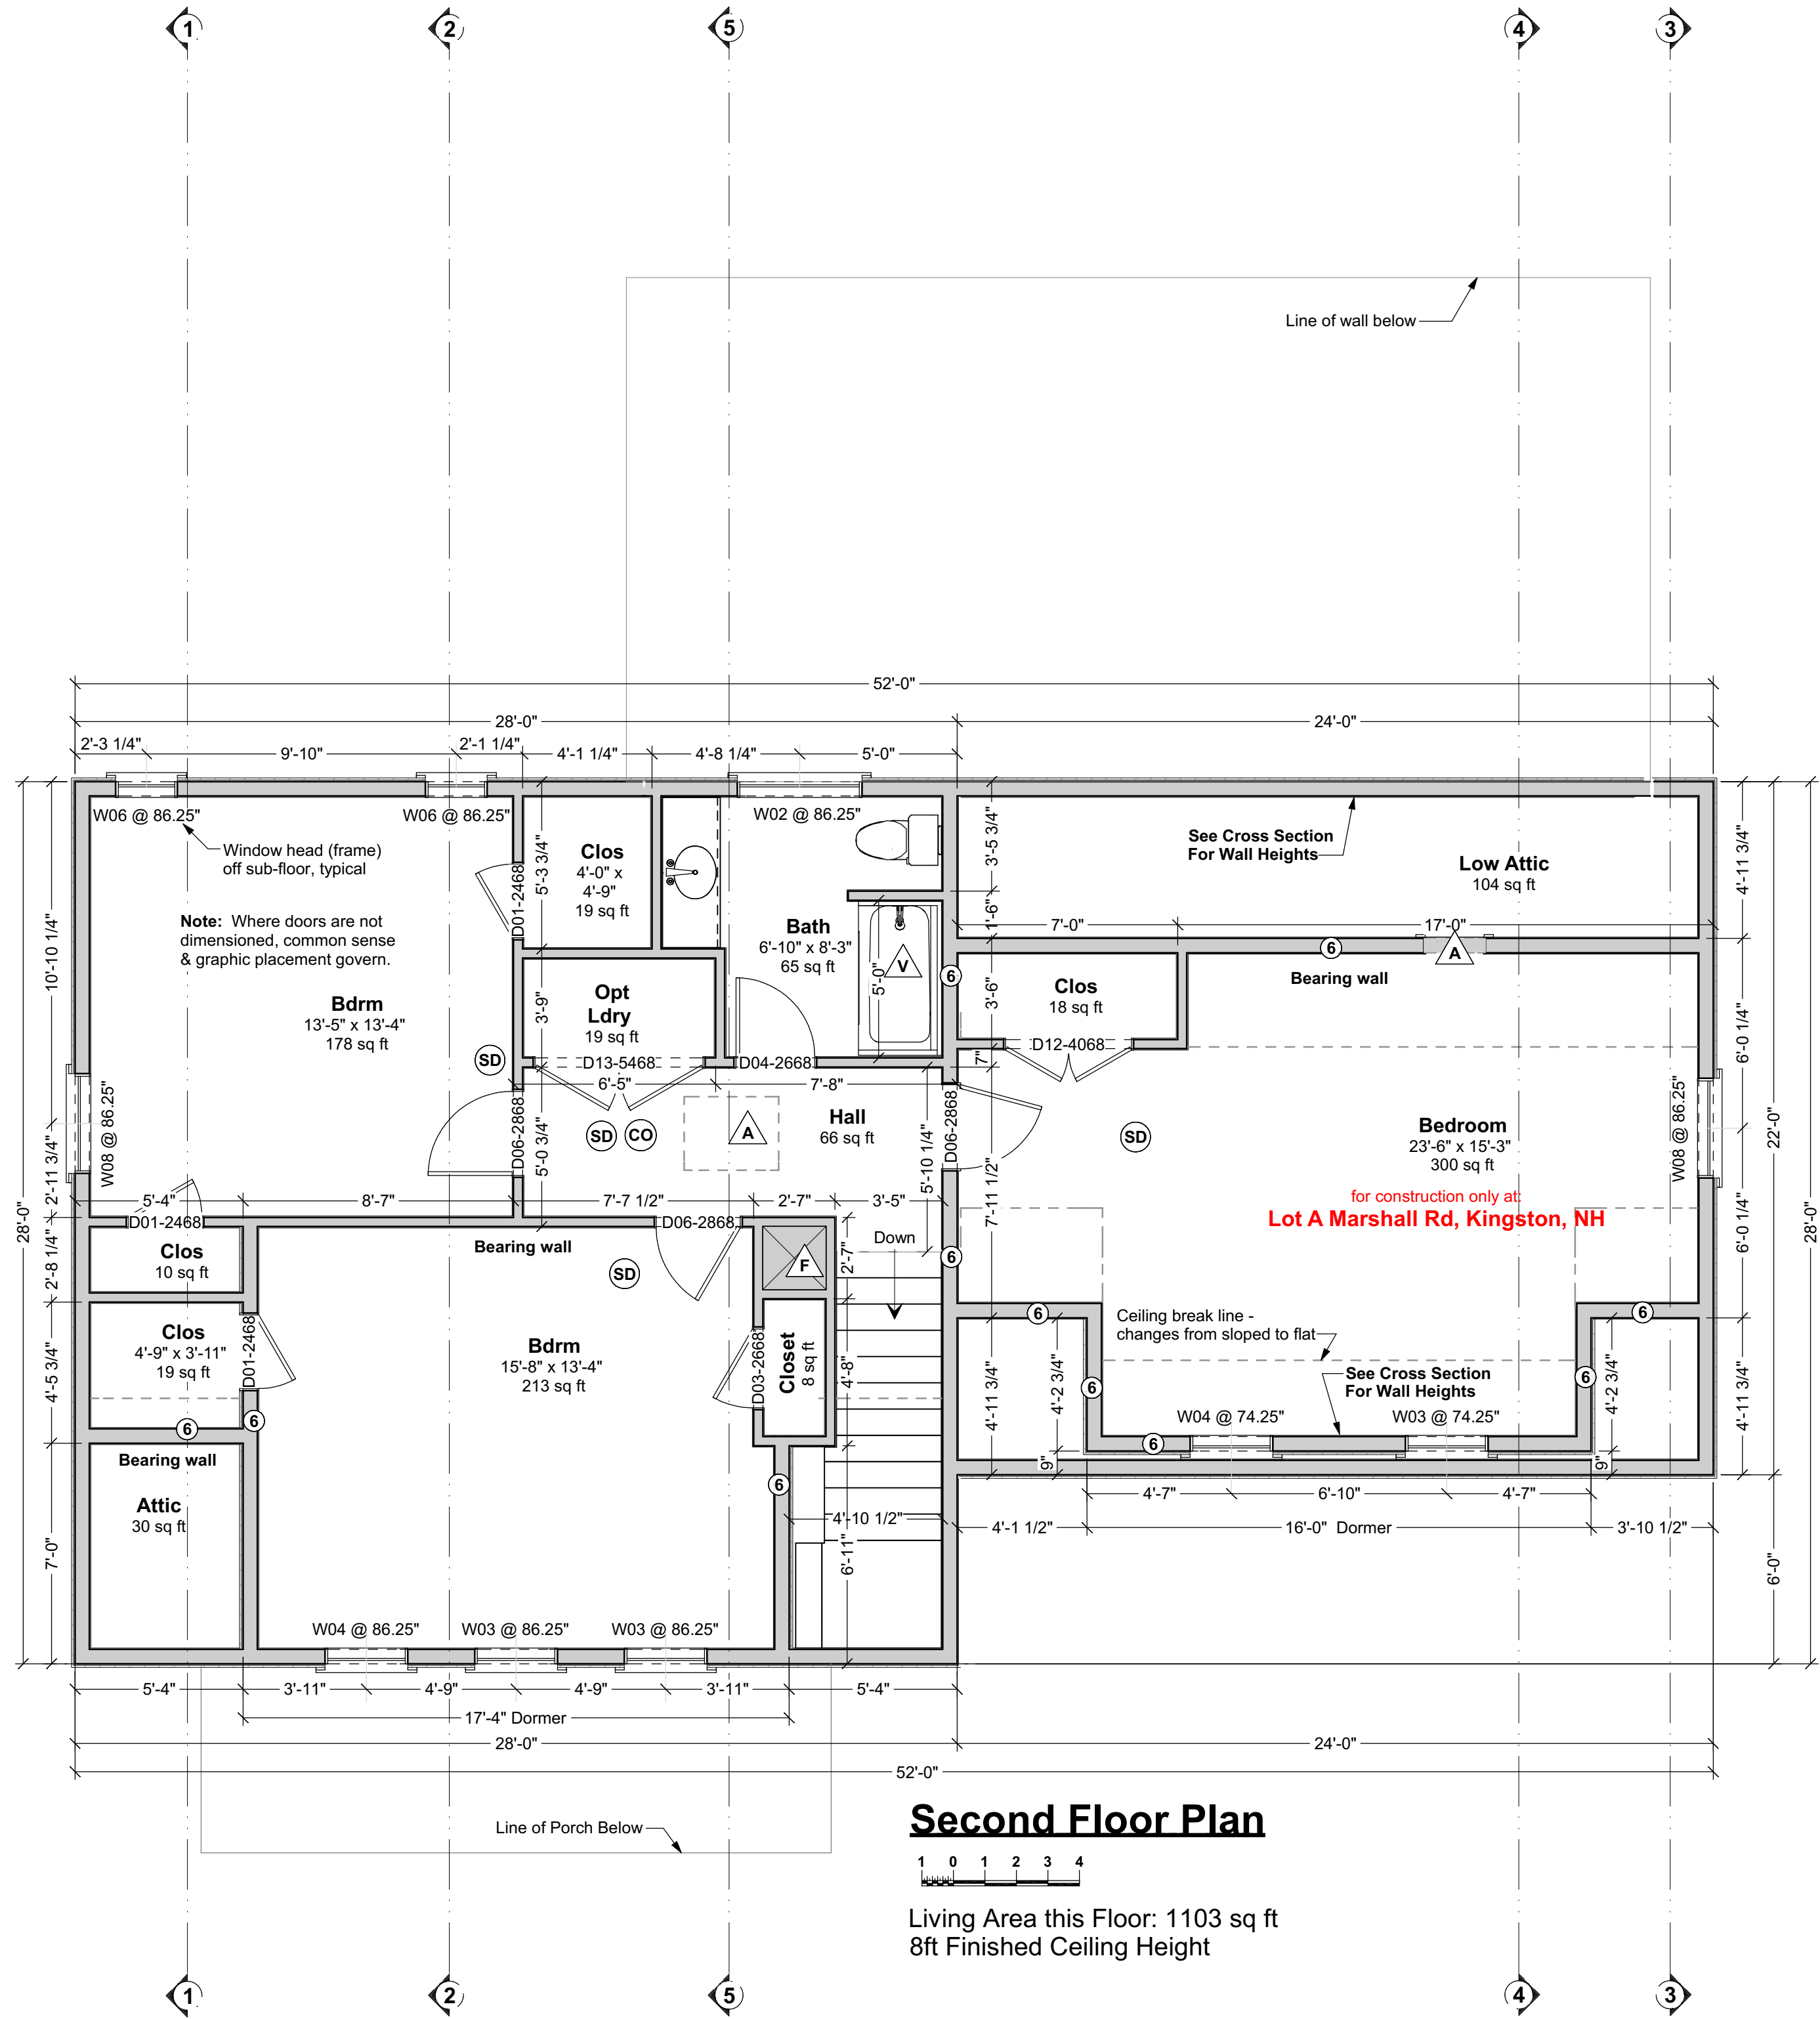 1
2
5
4
3
Line of wall below
52'-0"
28'-0"
24'-0"
2'-3 1/4"
9'-10"
2'-1 1/4"
4'-1 1/4"
4'-8 1/4"
5'-0"
W06 @ 86.25"
W06 @ 86.25"
W02 @ 86.25"
Window head (frame)
off sub-floor, typical
Note: Where doors are not
dimensioned, common sense
& graphic placement govern.
Bdrm
13'-5" x 13'-4"
178 sq ft
D01-2468
5'-3 3/4"
Clos
4'-0" x
4'-9"
19 sq ft
Bath
6'-10" x 8'-3"
65 sq ft
5'-0"
V
3'-9"
Opt
Ldry
19 sq ft
D13-5468
D04-2668
6'-5"
7'-8"
SD
SD
CO
A
Hall
66 sq ft
D06-2868
5'-0 3/4"
5'-10 1/4"
D06-2868
3'-5 3/4"
1'-6"
3'-6"
7"
7'-11 1/2"
4'-11 3/4"
See Cross Section
For Wall Heights
Low Attic
104 sq ft
7'-0"
17'-0"
6
6
A
Bearing wall
Clos
18 sq ft
D12-4068
SD
Bedroom
23'-6" x 15'-3"
300 sq ft
for construction only at:
Lot A Marshall Rd, Kingston, NH
W08 @ 86.25"
4'-11 3/4"
6'-0 1/4"
6'-0 1/4"
4'-11 3/4"
22'-0"
6'-0"
28'-0"
28'-0"
10'-10 1/4"
2'-11 3/4"
2'-8 1/4"
4'-5 3/4"
7'-0"
W08 @ 86.25"
5'-4"
8'-7"
7'-7 1/2"
2'-7"
3'-5"
D01-2468
D06-2868
Bearing wall
Clos
10 sq ft
SD
F
2'-7"
Down
6
Clos
4'-9" x 3'-11"
19 sq ft
D01-2468
6
6
Bdrm
15'-8" x 13'-4"
213 sq ft
D03-2668
Closet
8 sq ft
4'-8"
Bearing wall
Attic
30 sq ft
6
4'-10 1/2"
6'-11"
6
6
Ceiling break line -
changes from sloped to flat
See Cross Section
For Wall Heights
4'-2 3/4"
6
6
4'-2 3/4"
W04 @ 74.25"
W03 @ 74.25"
6
9"
9"
4'-7"
6'-10"
4'-7"
4'-1 1/2"
16'-0" Dormer
3'-10 1/2"
W04 @ 86.25"
W03 @ 86.25"
W03 @ 86.25"
5'-4"
3'-11"
4'-9"
4'-9"
3'-11"
5'-4"
17'-4" Dormer
28'-0"
24'-0"
52'-0"
Line of Porch Below
Second Floor Plan
1 0 1 2 3 4
Living Area this Floor: 1103 sq ft
8ft Finished Ceiling Height
1
2
5
4
3